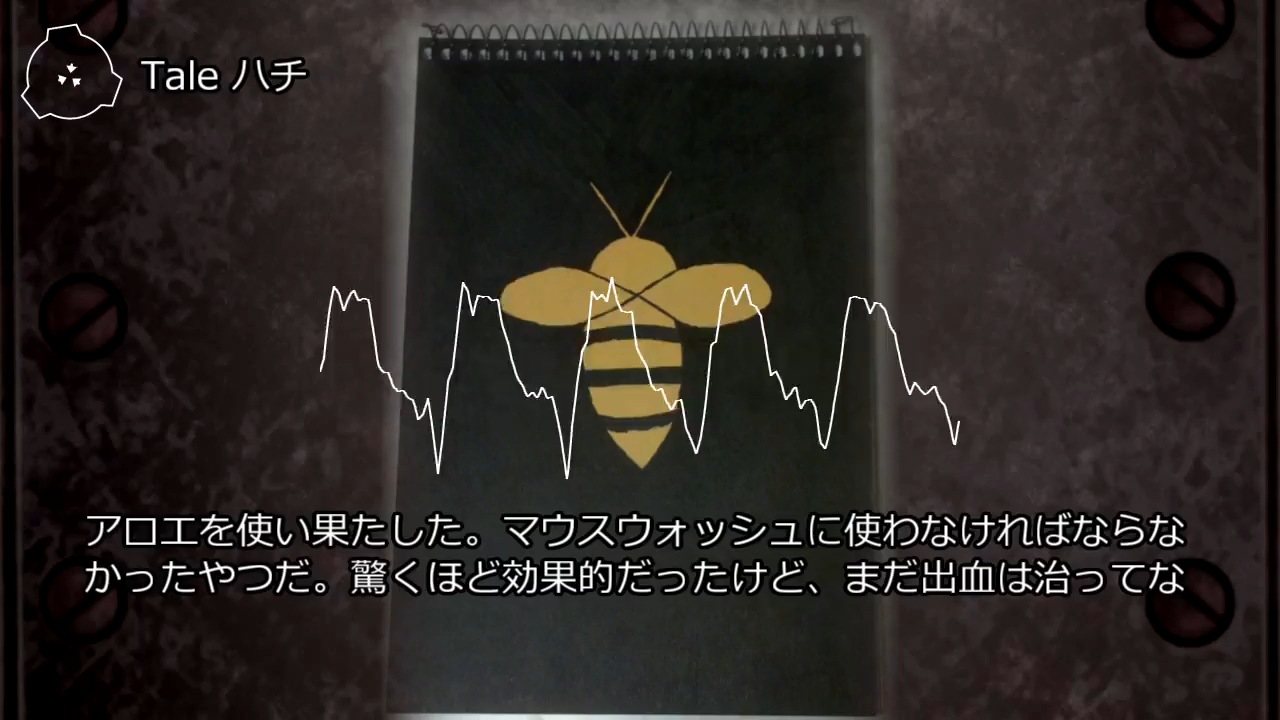 Tale ハチ
アロエを使い果たした。マウスウォッシュに使わなければならな
かったやつだ。驚くほど効果的だったけど、まだ出血は治ってな